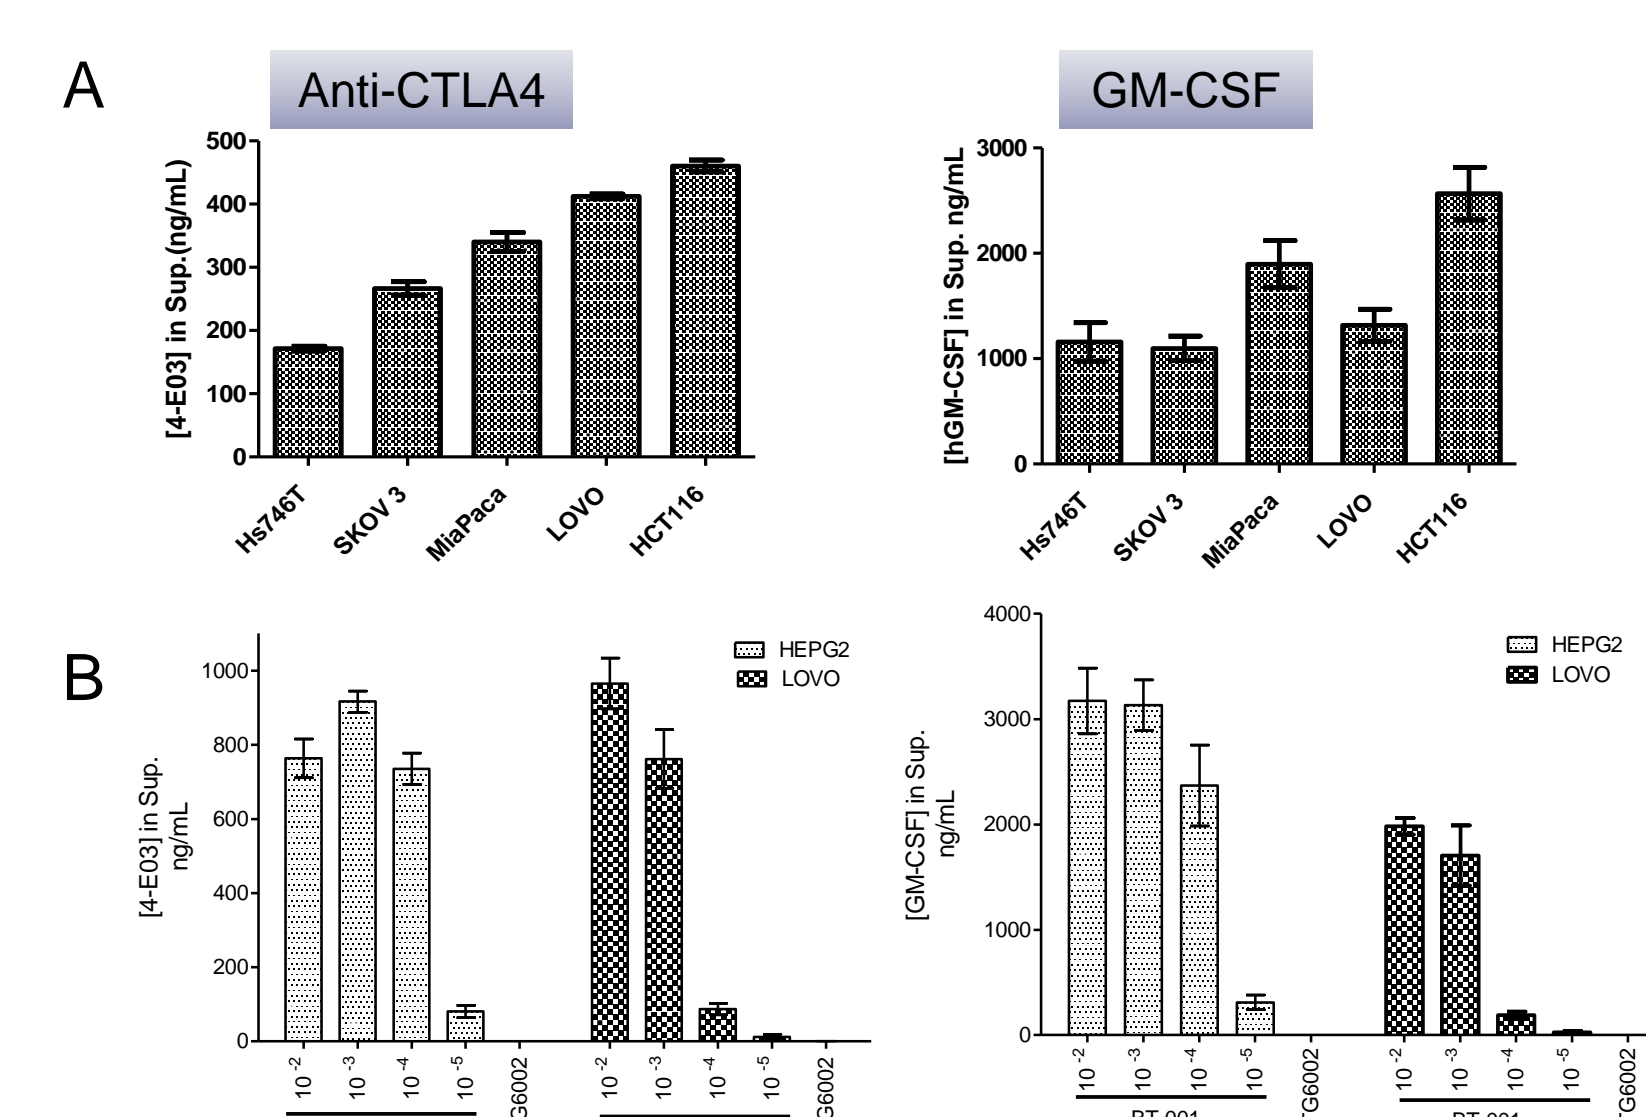 A
Anti-CTLA4
GM-CSF
[4-E03] in Sup.(ng/mL)
500
400
300
200
100
0
Hs746T
SKOV 3
MiaPaca
LOVO
HCT116
[hGM-CSF] in Sup. ng/mL
3000
2000
1000
0
Hs746T
SKOV 3
MiaPaca
LOVO
HCT116
B
[4-E03] in Sup.
ng/mL
1000
800
600
400
200
0
HEPG2
LOVO
10 -2
10 -3
10 -4
10 -5
G6002
10 -2
10 -3
10 -4
10 -5
G6002
[GM-CSF] in Sup.
ng/mL
4000
3000
2000
1000
0
HEPG2
LOVO
10 -2
10 -3
10 -4
10 -5
TG6002
10 -2
10 -3
10 -4
10 -5
TG6002
BT-001
BT-001